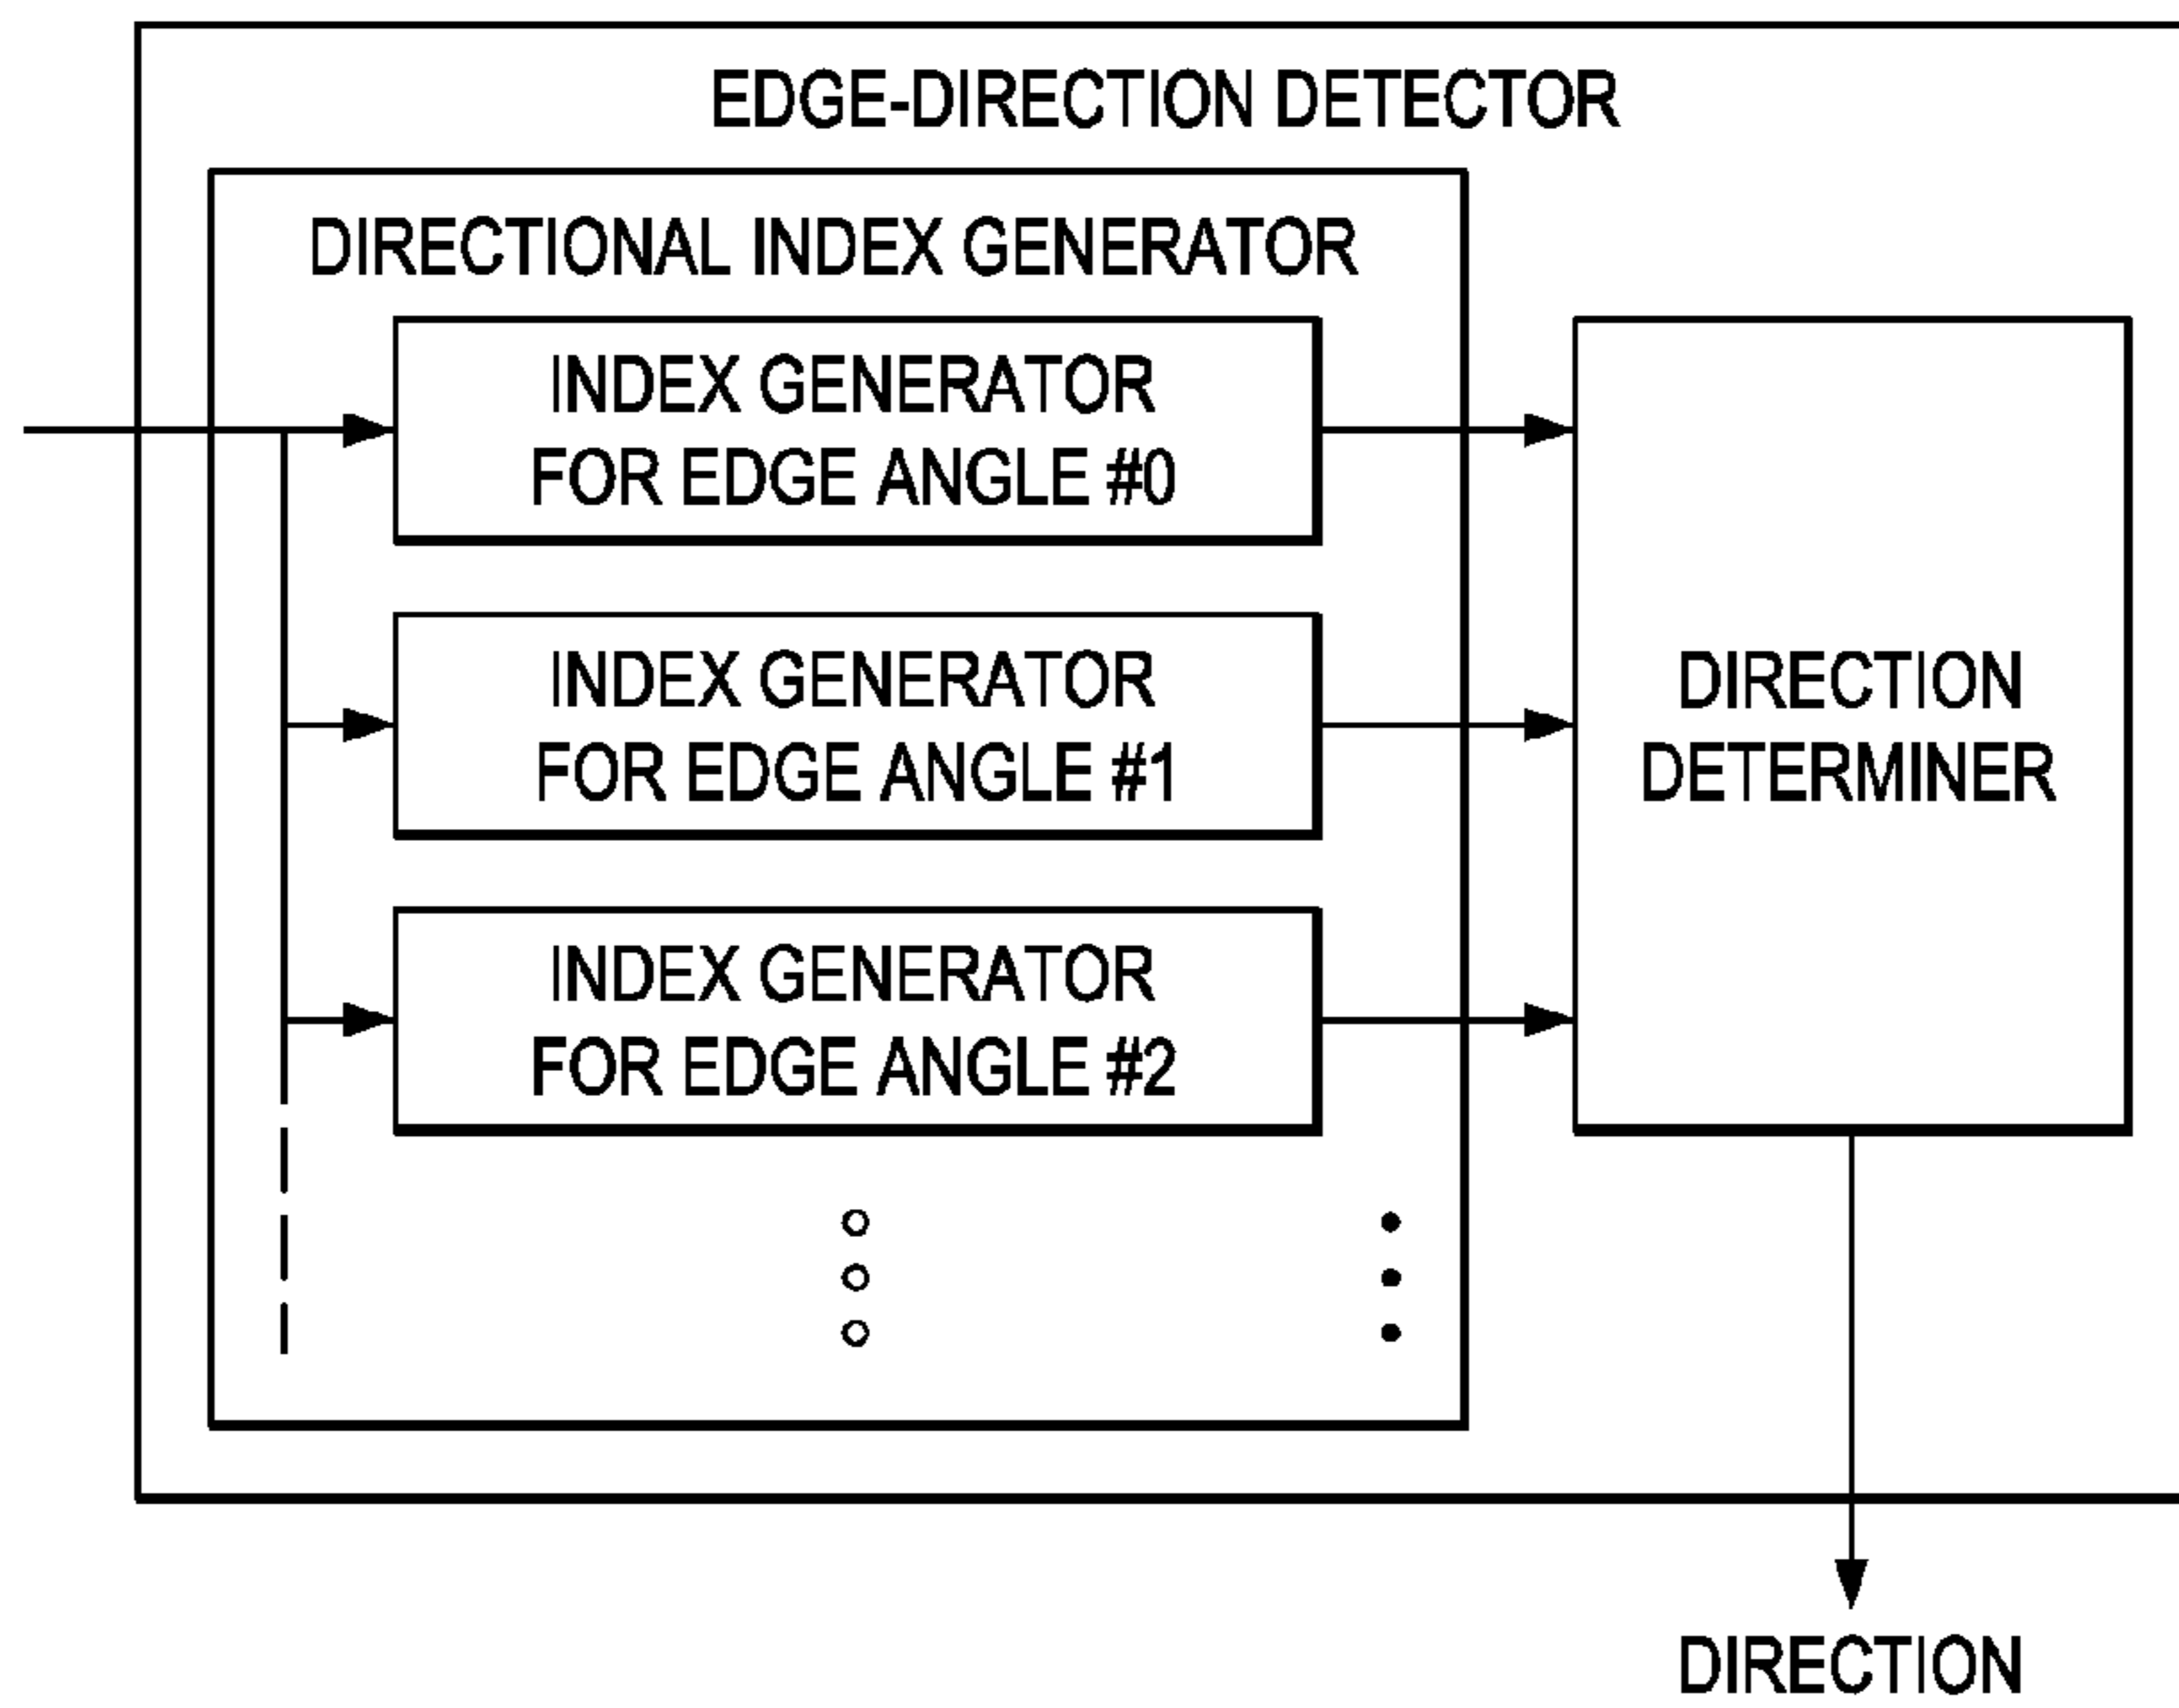 EDGE-DIRECTION DETECTOR
DIRECTIONAL INDEX GENERATOR
INDEX GENERATOR
FOR EDGE ANGLE #0
INDEX GENERATOR
FOR EDGE ANGLE #1
INDEX GENERATOR
FOR EDGE ANGLE #2
DIRECTION
DETERMINER
DIRECTION